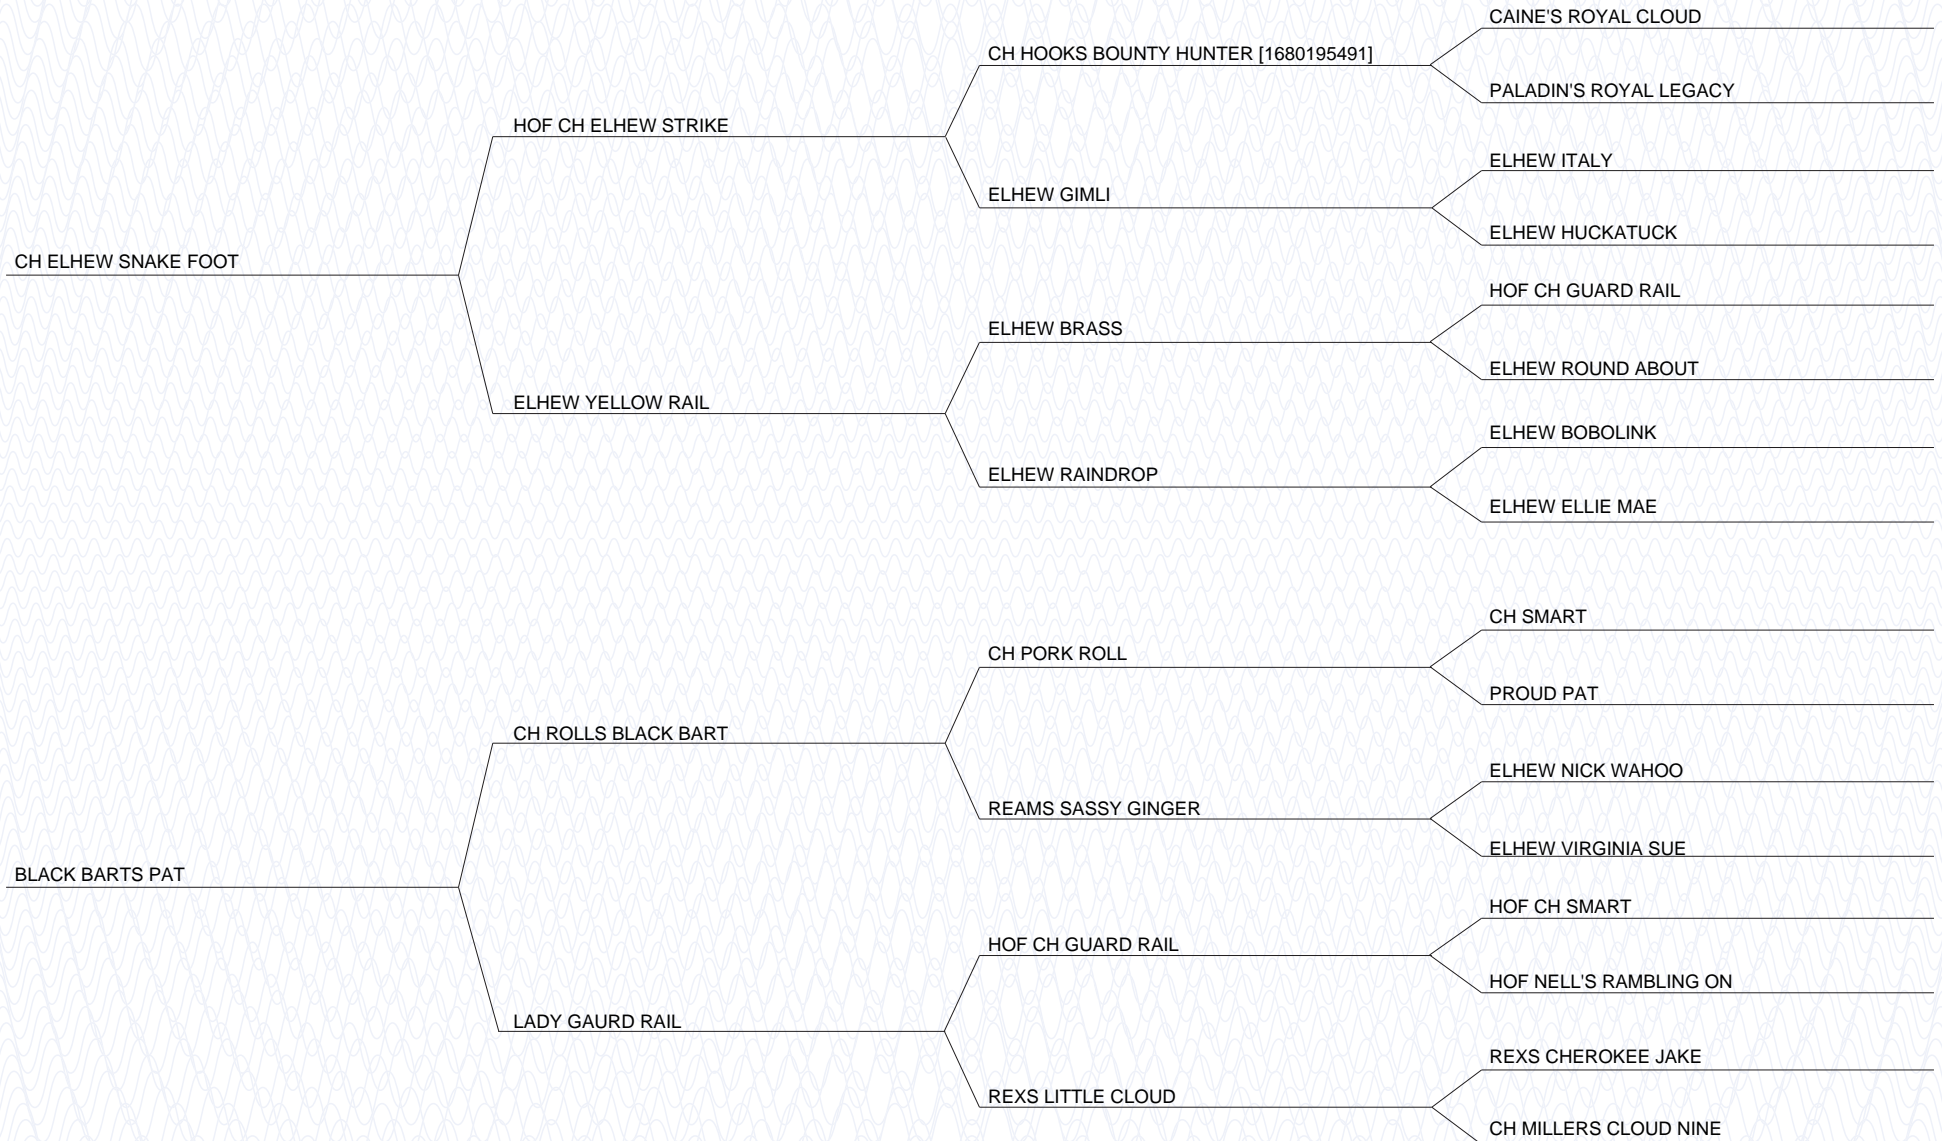 CAINE'S ROYAL CLOUD
CH HOOKS BOUNTY HUNTER [1680195491]
PALADIN'S ROYAL LEGACY
HOF CH ELHEW STRIKE
ELHEW ITALY
ELHEW GIMLI
ELHEW HUCKATUCK
CH ELHEW SNAKE FOOT
HOF CH GUARD RAIL
ELHEW BRASS
ELHEW ROUND ABOUT
ELHEW YELLOW RAIL
ELHEW BOBOLINK
ELHEW RAINDROP
ELHEW ELLIE MAE
CH SMART
CH PORK ROLL
PROUD PAT
CH ROLLS BLACK BART
ELHEW NICK WAHOO
REAMS SASSY GINGER
ELHEW VIRGINIA SUE
BLACK BARTS PAT
HOF CH SMART
HOF CH GUARD RAIL
HOF NELL'S RAMBLING ON
LADY GAURD RAIL
REXS CHEROKEE JAKE
REXS LITTLE CLOUD
CH MILLERS CLOUD NINE